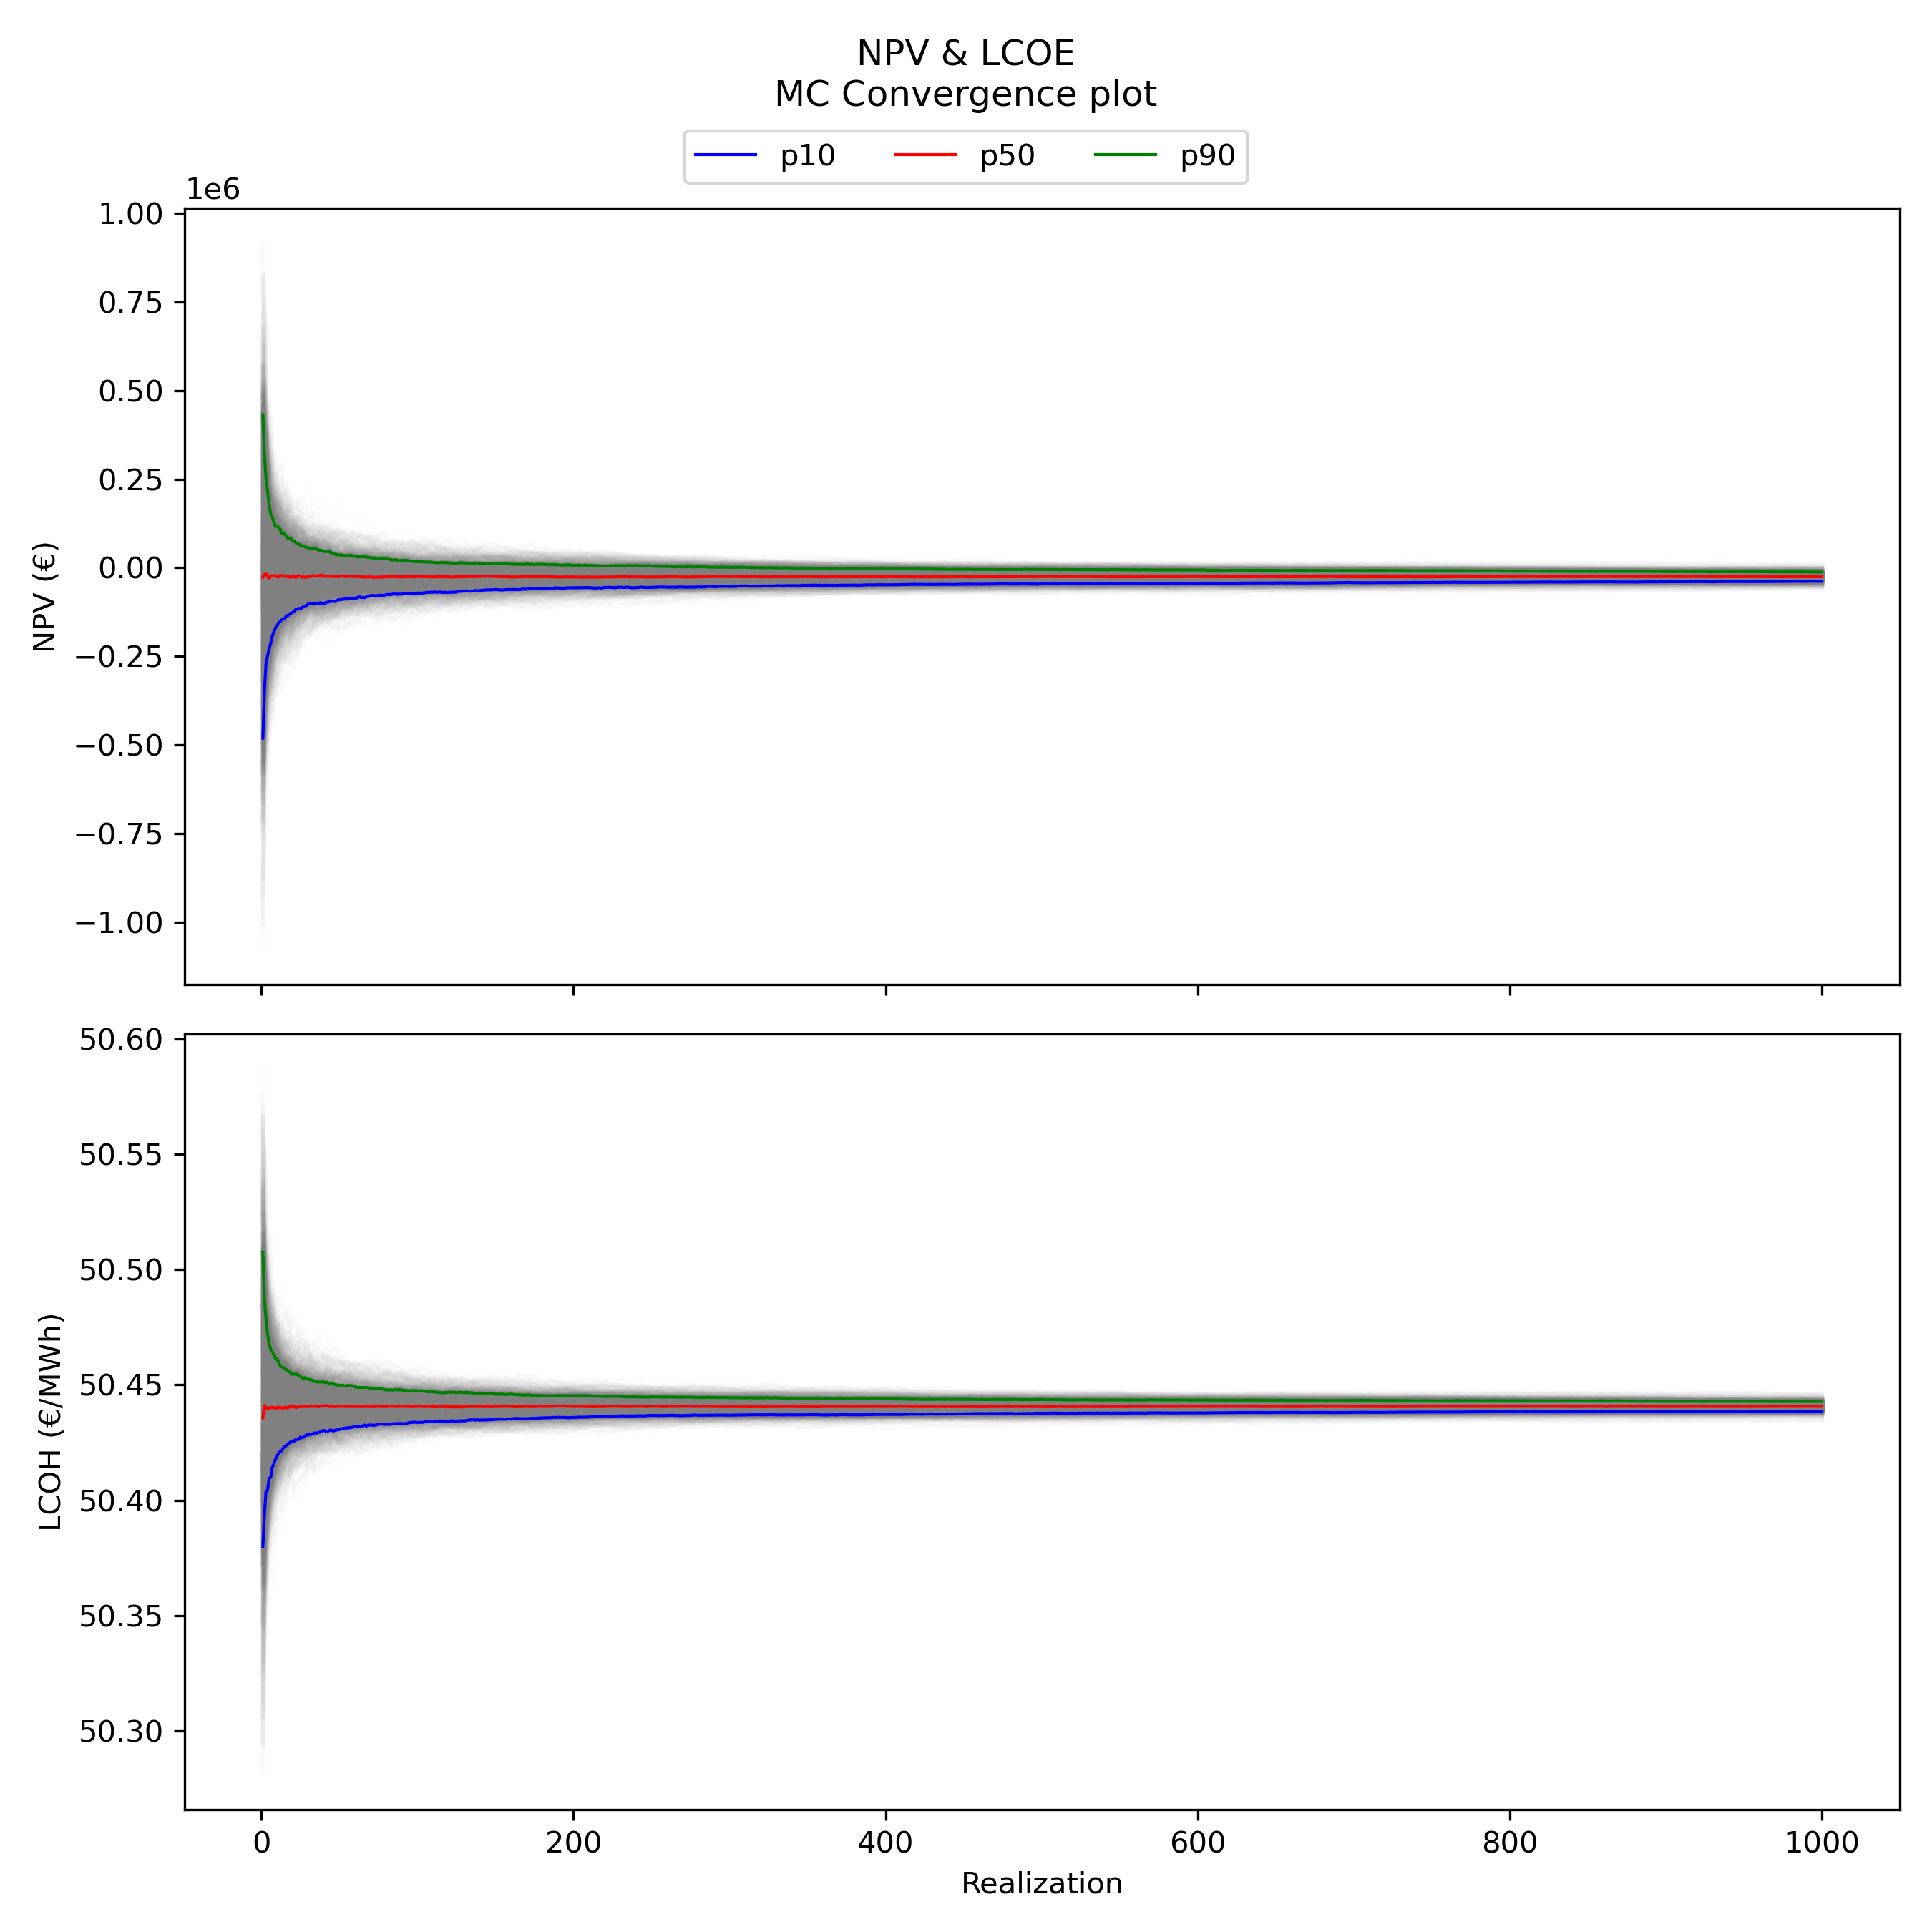 NPV & LCOE
MC Convergence plot
p10 p50 p90
1e6
1.00
0.75
0.50
0.25
0.00
−0.25
−0.50
−0.75
−1.00
NPV (€)
50.60
50.55
50.50
50.45
50.40
50.35
50.30
LCOH (€/MWh)
0 200 400 600 800 1000
Realization